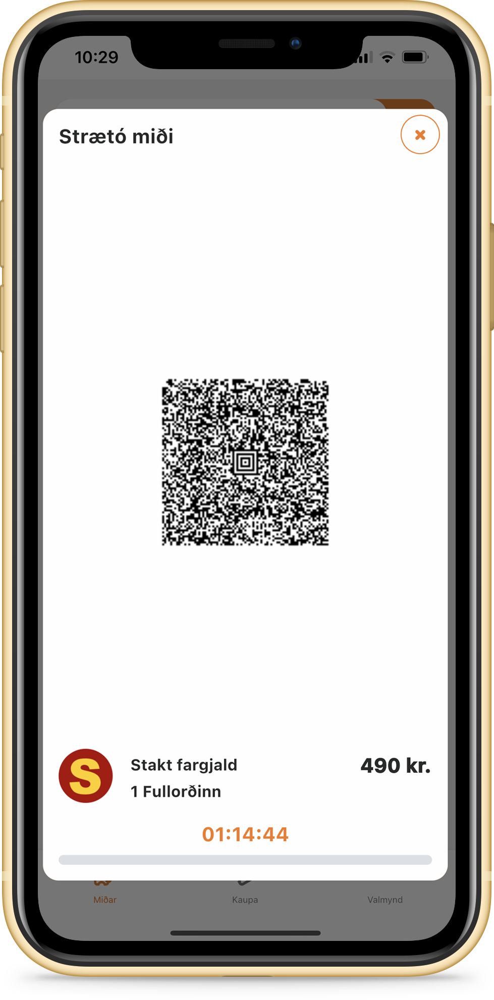 10:29
Strætó miði
S
Stakt fargjald
490 kr.
1 Fullorðinn
01:14:44
Miðar
Kaupa
Valmynd